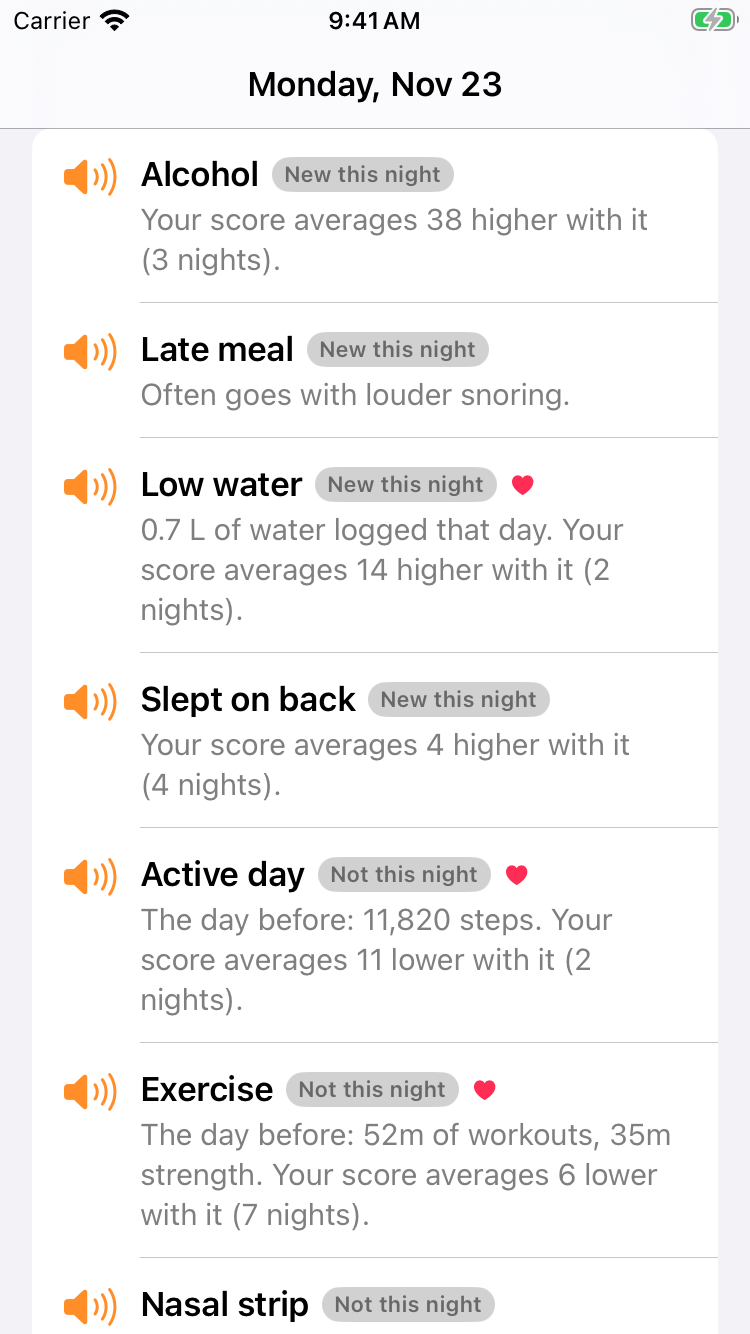 Carrier 9:41 AM
Monday, Nov 23
Alcohol New this night
Your score averages 38 higher with it
(3 nights).
Late meal New this night
Often goes with louder snoring.
Low water New this night
0.7 L of water logged that day. Your
score averages 14 higher with it (2
nights).
Slept on back New this night
Your score averages 4 higher with it
(4 nights).
Active day Not this night
The day before: 11,820 steps. Your
score averages 11 lower with it (2
nights).
Exercise Not this night
The day before: 52m of workouts, 35m
strength. Your score averages 6 lower
with it (7 nights).
Nasal strip Not this night